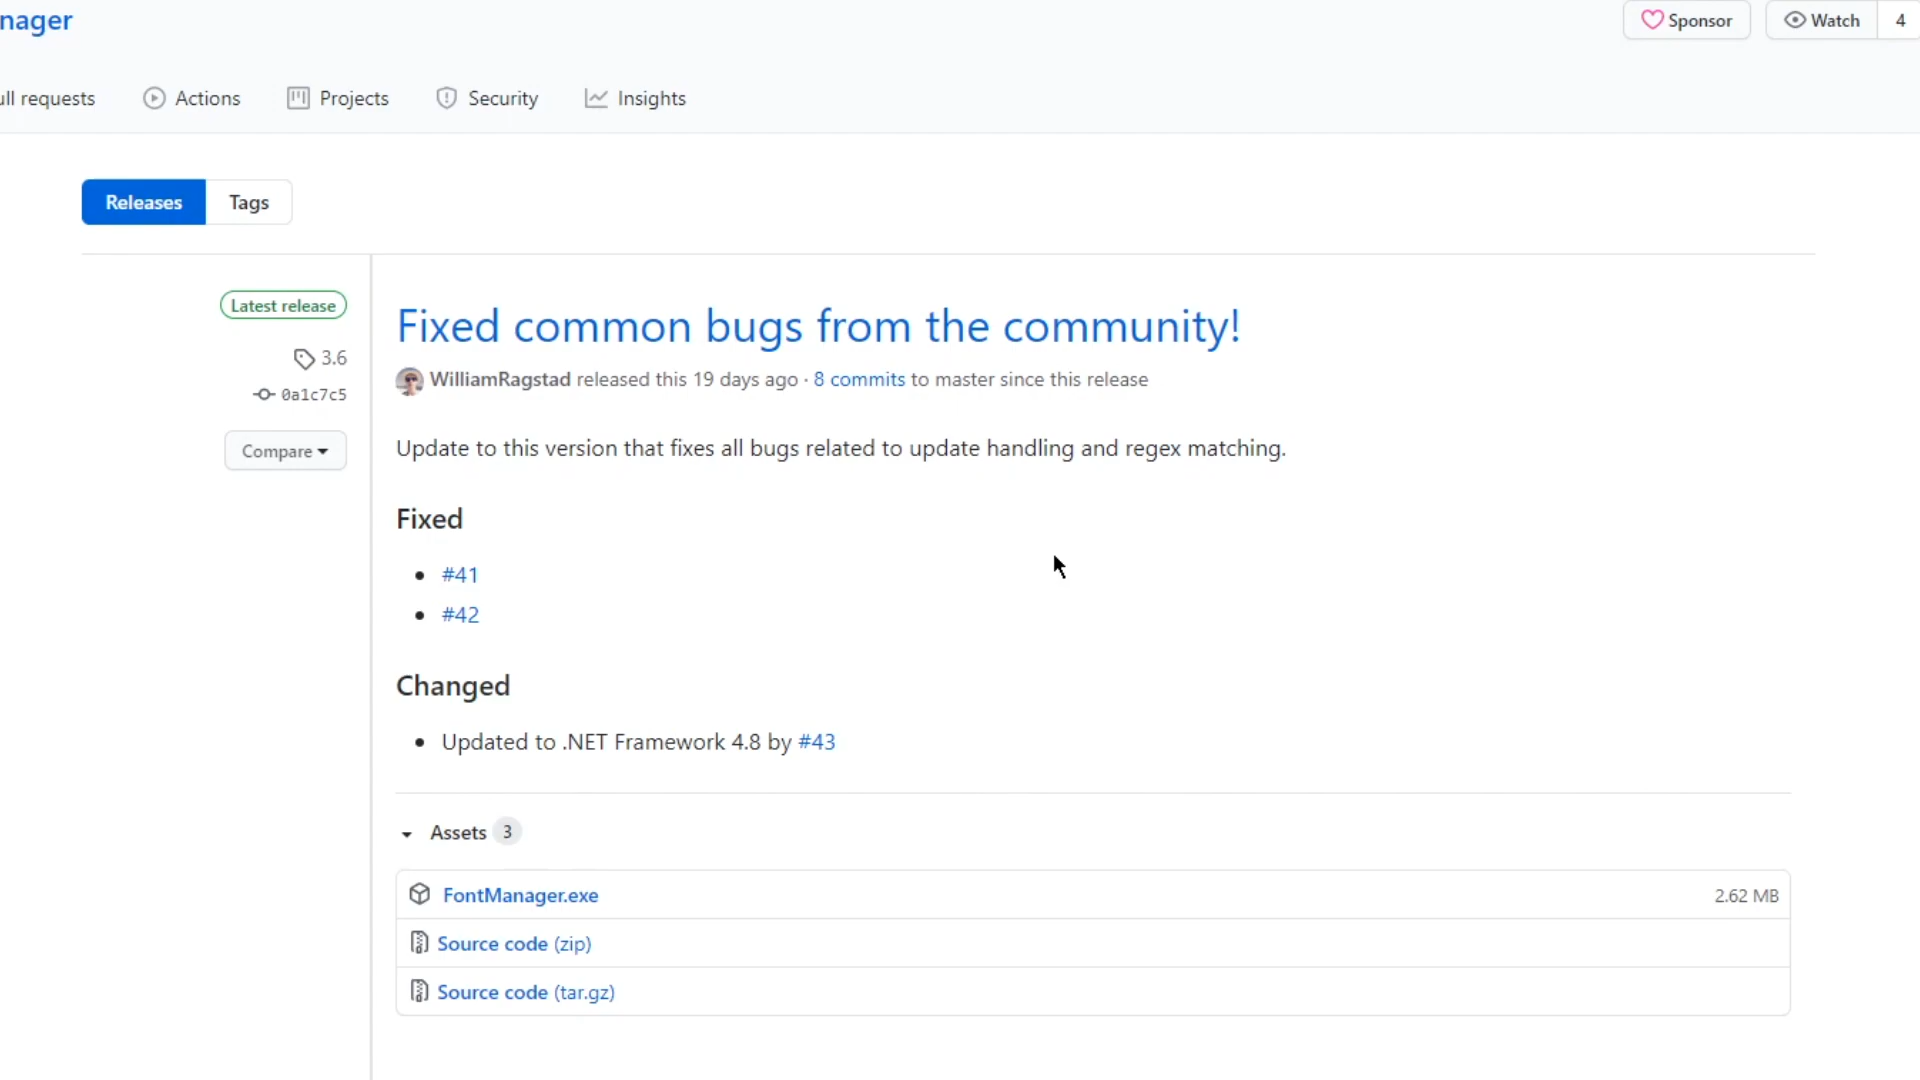 nager
Sponsor
Watch
4
ull requests
Actions
Projects
Security
Insights
Releases
Tags
Latest release
3.6
0a1c7c5
Compare
Fixed common bugs from the community!
WilliamRagstad released this 19 days ago · 8 commits to master since this release
Update to this version that fixes all bugs related to update handling and regex matching.
Fixed
• #41
• #42
Changed
• Updated to .NET Framework 4.8 by #43
Assets 3
FontManager.exe
2.62 MB
Source code (zip)
Source code (tar.gz)